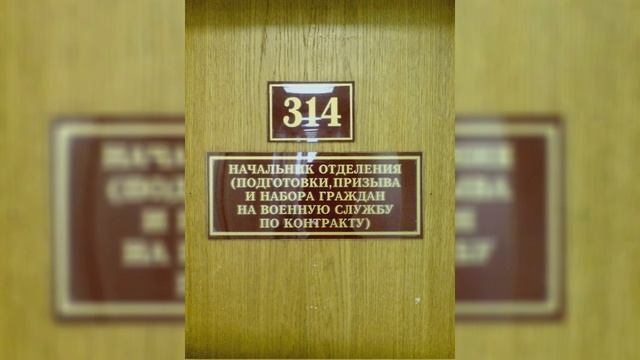 314
НАЧАЛЬНИК ОТДЕЛЕНИЯ
(ПОДГОТОВКИ,ПРИЗЫВА
И НАБОРА ГРАЖДАН
НА ВОЕННУЮ СЛУЖБУ
ПО КОНТРАКТУ)